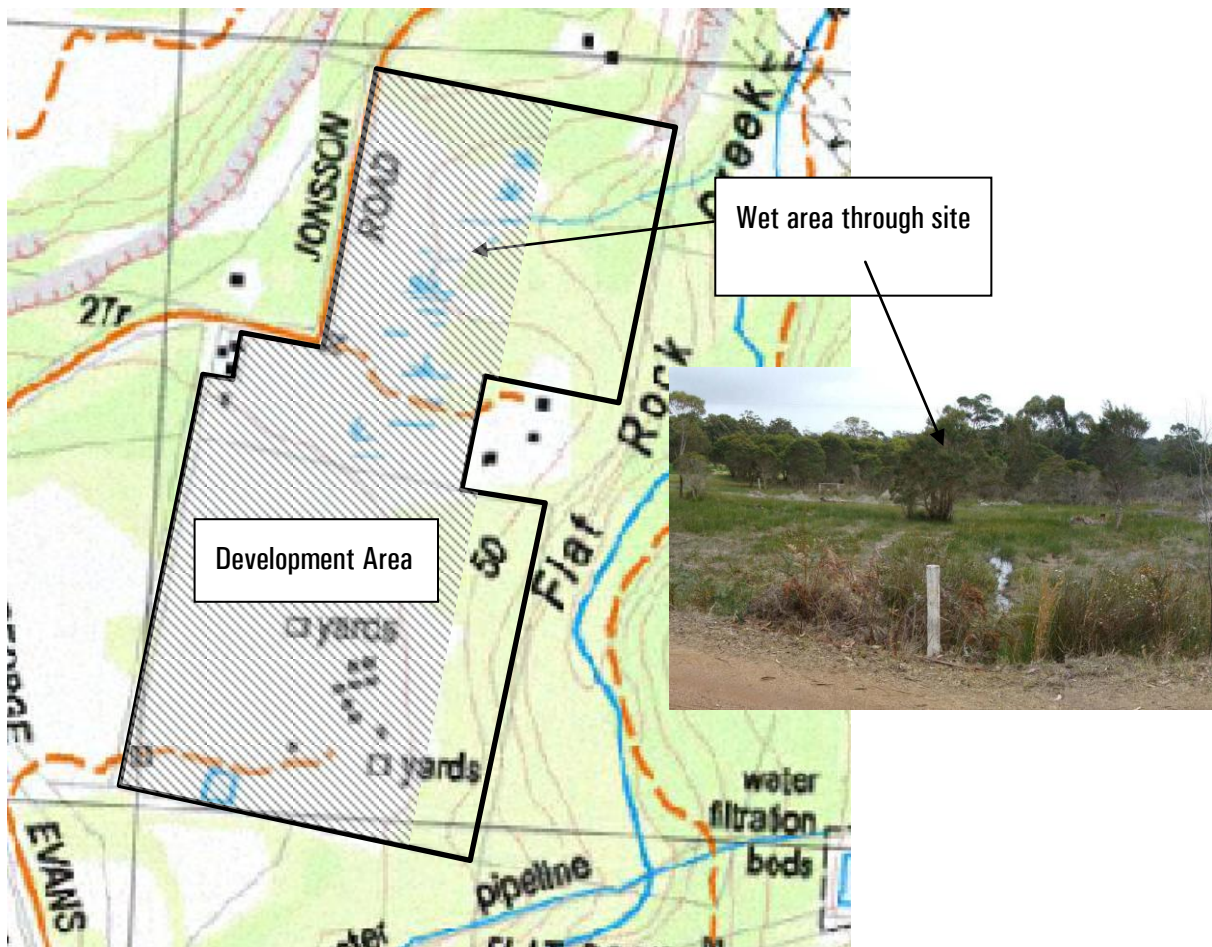 JONSSON
ROAD
Creek
Wet area through site
2Tr
Rock
Development Area
50
Flat
yards
yards
GEORGE
EVANS
water
filtration
beds
pipeline